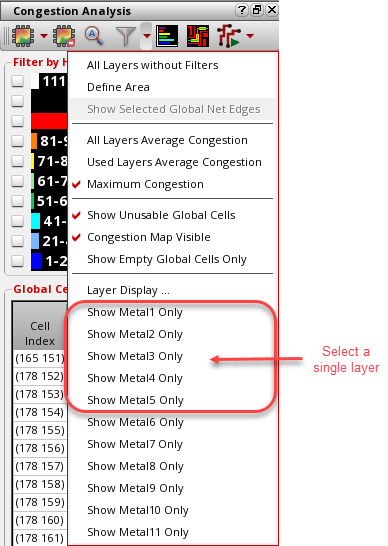 Congestion Analysis
Filter by H
111
81-9
71-8
61-7
51-6
41-
21-4
1-2
Global Ce
Cell
Index
(165 151)
(178 152)
(178 153)
(178 154)
(178 155)
(178 156)
(178 157)
(178 158)
(178 159)
(178 160)
(178 161)
All Layers without Filters
Define Area
Show Selected Global Net Edges
All Layers Average Congestion
Used Layers Average Congestion
Maximum Congestion
Show Unusable Global Cells
Congestion Map Visible
Show Empty Global Cells Only
Layer Display ...
Show Metal1 Only
Show Metal2 Only
Show Metal3 Only
Show Metal4 Only
Show Metal5 Only
Show Metal6 Only
Show Metal7 Only
Show Metal8 Only
Show Metal9 Only
Show Metal10 Only
Show Metal11 Only
Select a
single layer